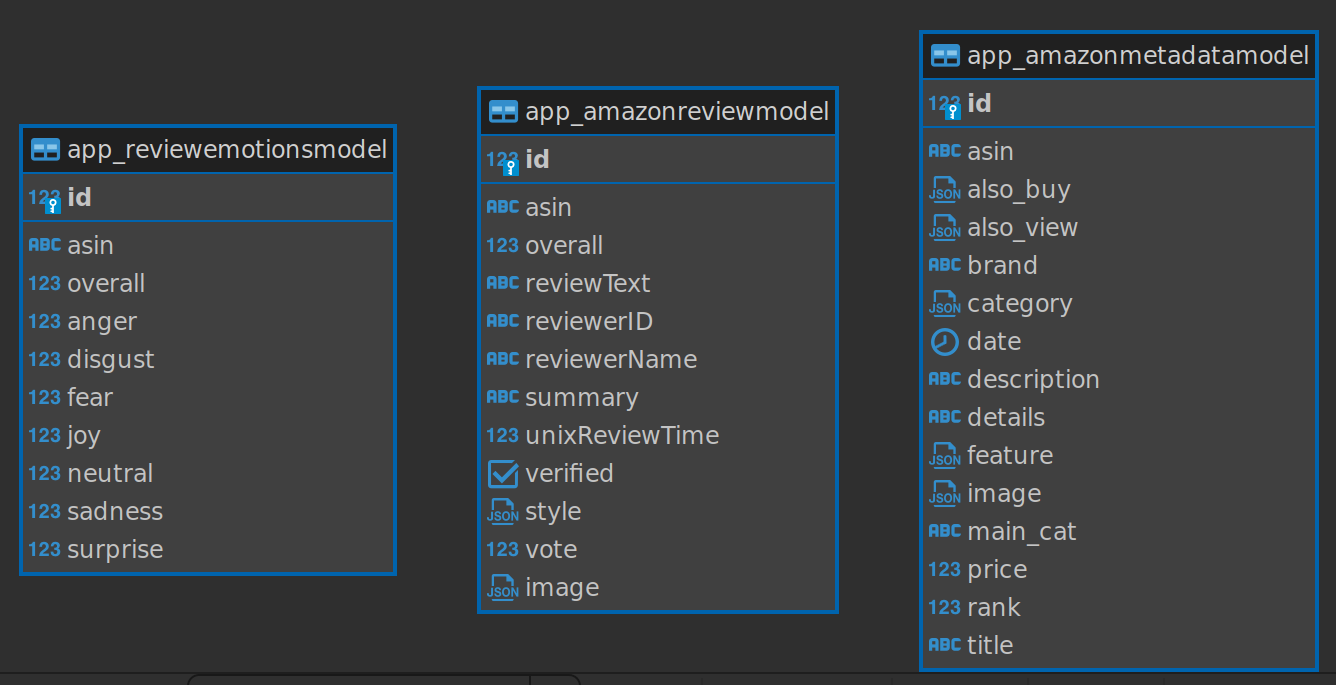 app_reviewemotionsmodel
123 id
ABC asin
123 overall
123 anger
123 disgust
123 fear
123 joy
123 neutral
123 sadness
123 surprise
app_amazonreviewmodel
123 id
ABC asin
123 overall
ABC reviewText
ABC reviewerID
ABC reviewerName
ABC summary
123 unixReviewTime
verified
JSON style
123 vote
JSON image
app_amazonmetadatamodel
123 id
ABC asin
JSON also_buy
JSON also_view
ABC brand
JSON category
date
ABC description
ABC details
JSON feature
JSON image
ABC main_cat
123 price
123 rank
ABC title